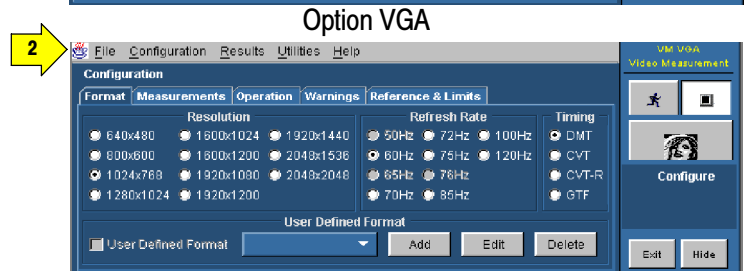 Option VGA
2
File Configuration Results Utilities Help
VM VGA
Video Measurement
Configuration
Format Measurements Operation Warnings Reference & Limits
Resolution Refresh Rate Timing
640x480 1600x1024 1920x1440 50Hz 72Hz 100Hz DMT
800x600 1600x1200 2048x1536 60Hz 75Hz 120Hz CVT
1024x768 1920x1080 2048x2048 65Hz 76Hz CVT-R
1280x1024 1920x1200 70Hz 85Hz GTF
Configure
User Defined Format
User Defined Format Add Edit Delete
Exit Hide